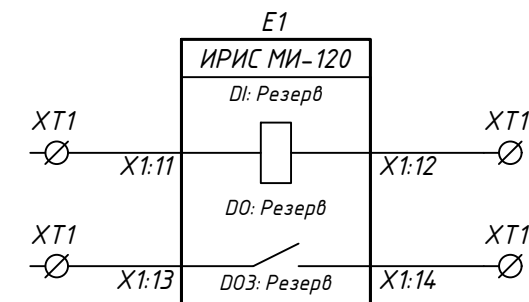 E1
ИРИС МИ-120
DI: Резерв
XT1
XT1
X1:11
X1:12
DO: Резерв
XT1
XT1
X1:13
DO3: Резерв
X1:14